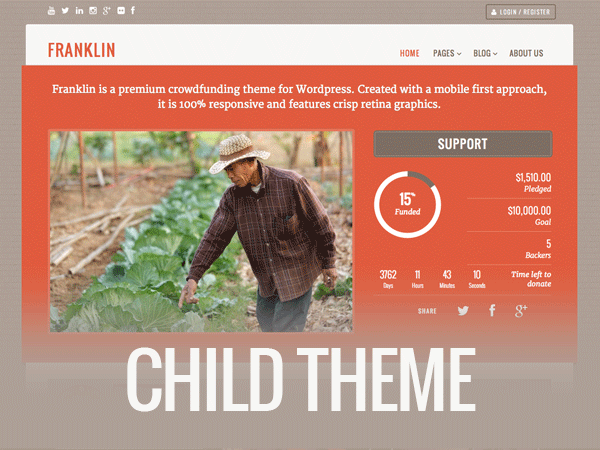 LOGIN / REGISTER
FRANKLIN
HOME PAGES BLOG ABOUT US
Franklin is a premium crowdfunding theme for Wordpress. Created with a mobile first approach,
it is 100% responsive and features crisp retina graphics.
SUPPORT
15%
Funded
$1,510.00
Pledged
$10,000.00
Goal
5
Backers
3762 11 43 10
Days Hours Minutes Seconds
Time left to
donate
SHARE
CHILD THEME